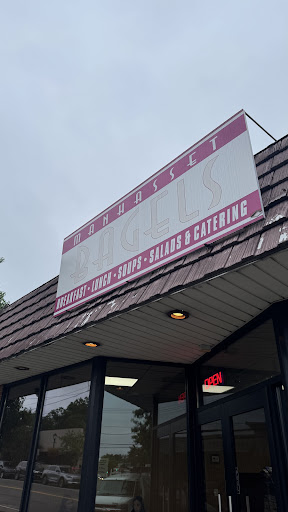 MANHASSET
BAGELS
BREAKFAST • LUNCH • SOUPS • SALADS & CATERING
OPEN